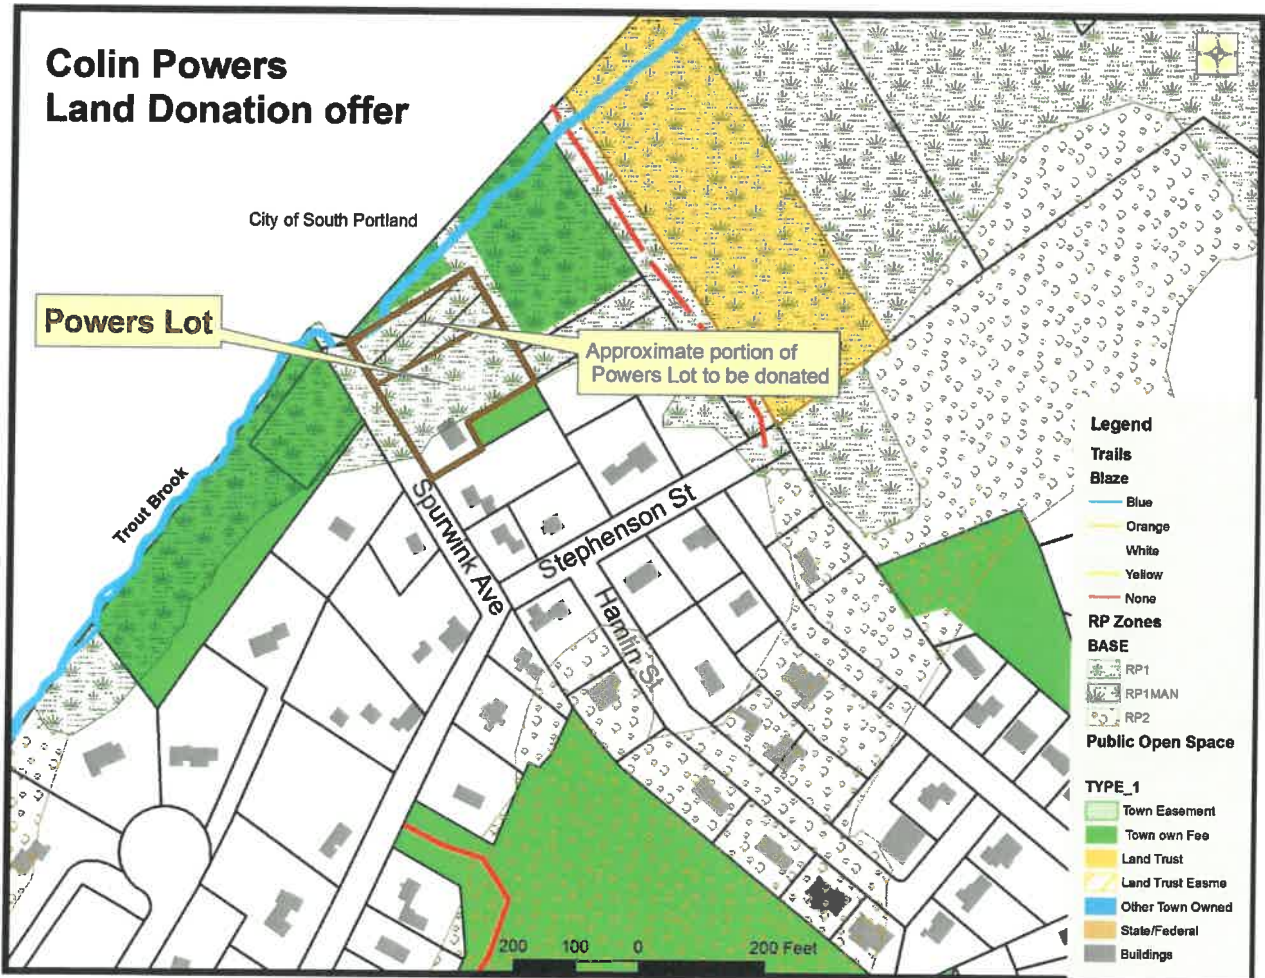 Colin Powers
Land Donation offer
City of South Portland
Powers Lot
Approximate portion of
Powers Lot to be donated
Trout Brook
Spurwink Ave
Stephenson St
Hamlin St
Legend
Trails
Blaze
Blue
Orange
White
Yellow
None
RP Zones
BASE
RP1
RP1MAN
RP2
Public Open Space
TYPE_1
Town Easement
Town own Fee
Land Trust
Land Trust Easme
Other Town Owned
State/Federal
Buildings
200 100 0 200 Feet